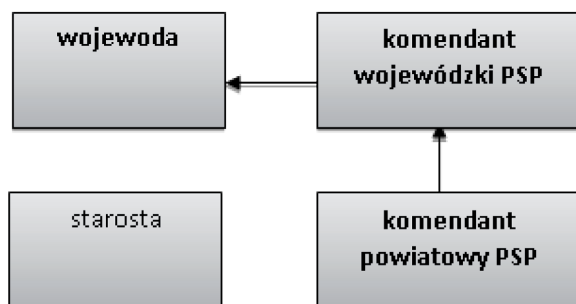 wojewoda
komendant
wojewódzki PSP
starosta
komendant
powiatowy PSP